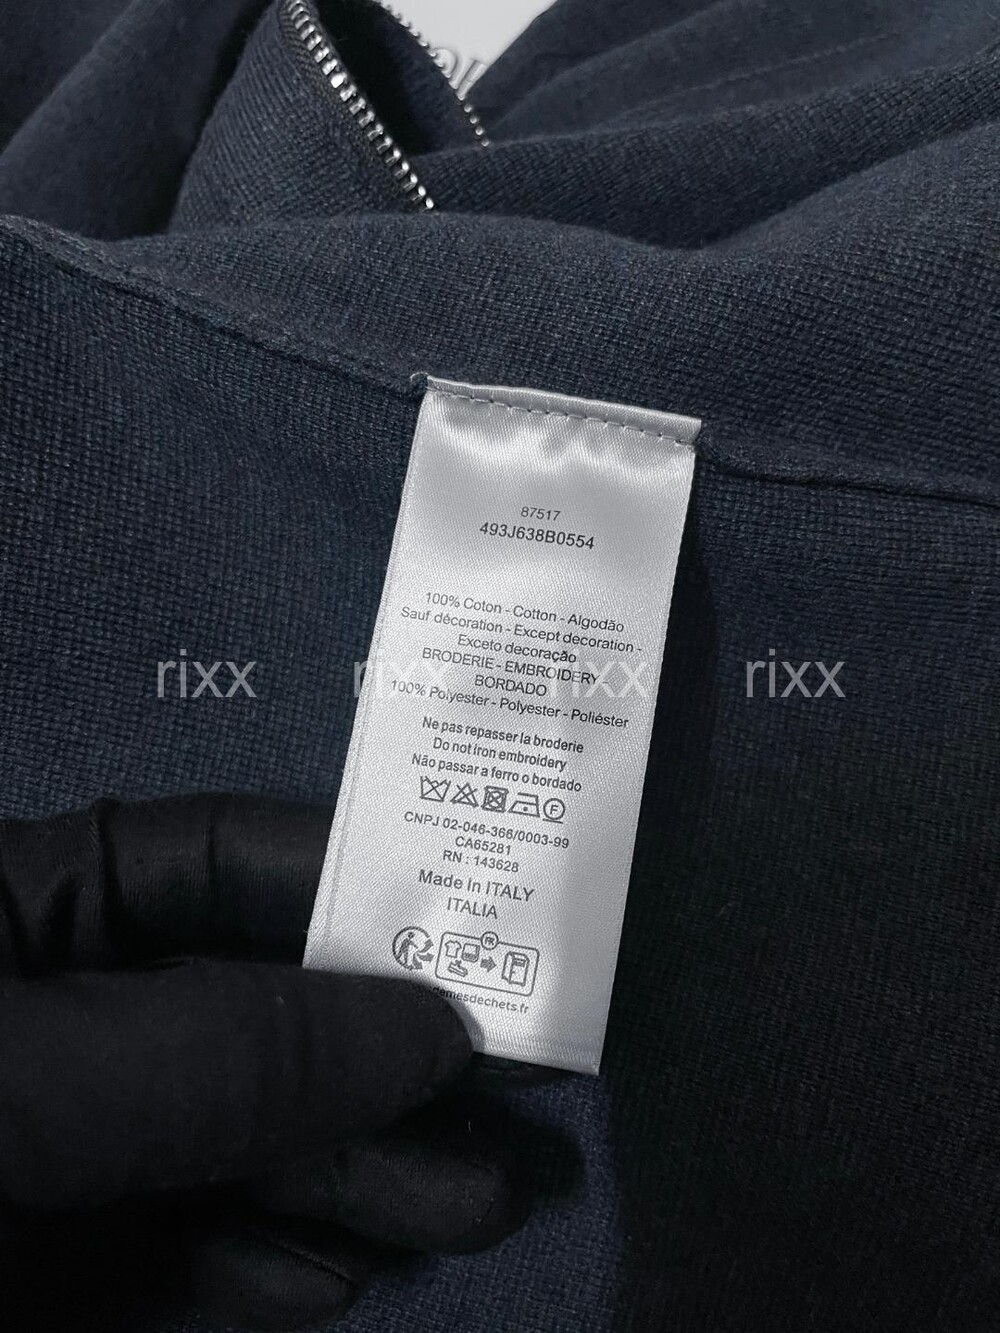 87517
493J638B0554
100% Coton - Cotton - Algodão
Sauf décoration - Except decoration -
Exceto decoração
BRODERIE - EMBROIDERY -
BORDADO
100% Polyester - Polyester - Poliéster
Ne pas repasser la broderie
Do not iron embroidery
Não passar a ferro o bordado
F
CNPJ 02-046-366/0003-99
CA65281
RN : 143628
Made in ITALY
ITALIA
FR
rixx rixx rixx rixx